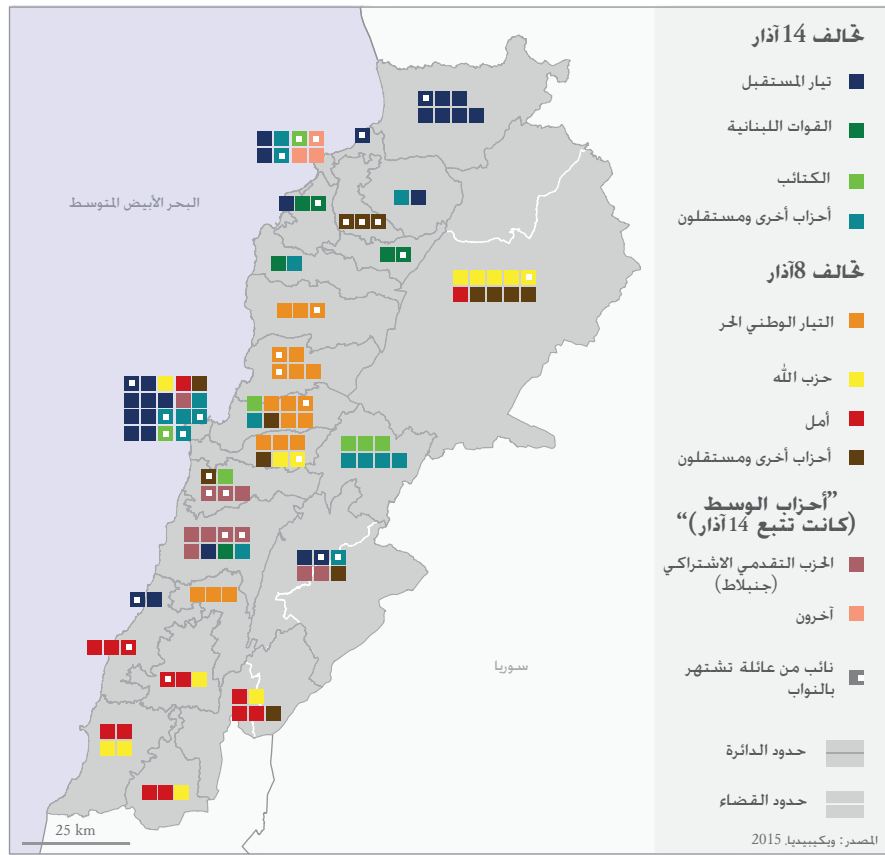 تحالف 14 آذار
تيار المستقبل
القوات اللبنانية
الكتائب
أحزاب أخرى ومستقلون
تحالف 8 آذار
التيار الوطني الحر
حزب الله
أمل
أحزاب أخرى ومستقلون
”أحزاب الوسط
(كانت تتبع 14 آذار)“
الحزب التقدمي الاشتراكي
(جنبلاط)
آخرون
نائب من عائلة تشتهر
بالنواب
حدود الدائرة
حدود القضاء
المصدر: ويكيبيديا، 2015
البحر الأبيض المتوسط
سوريا
25 km